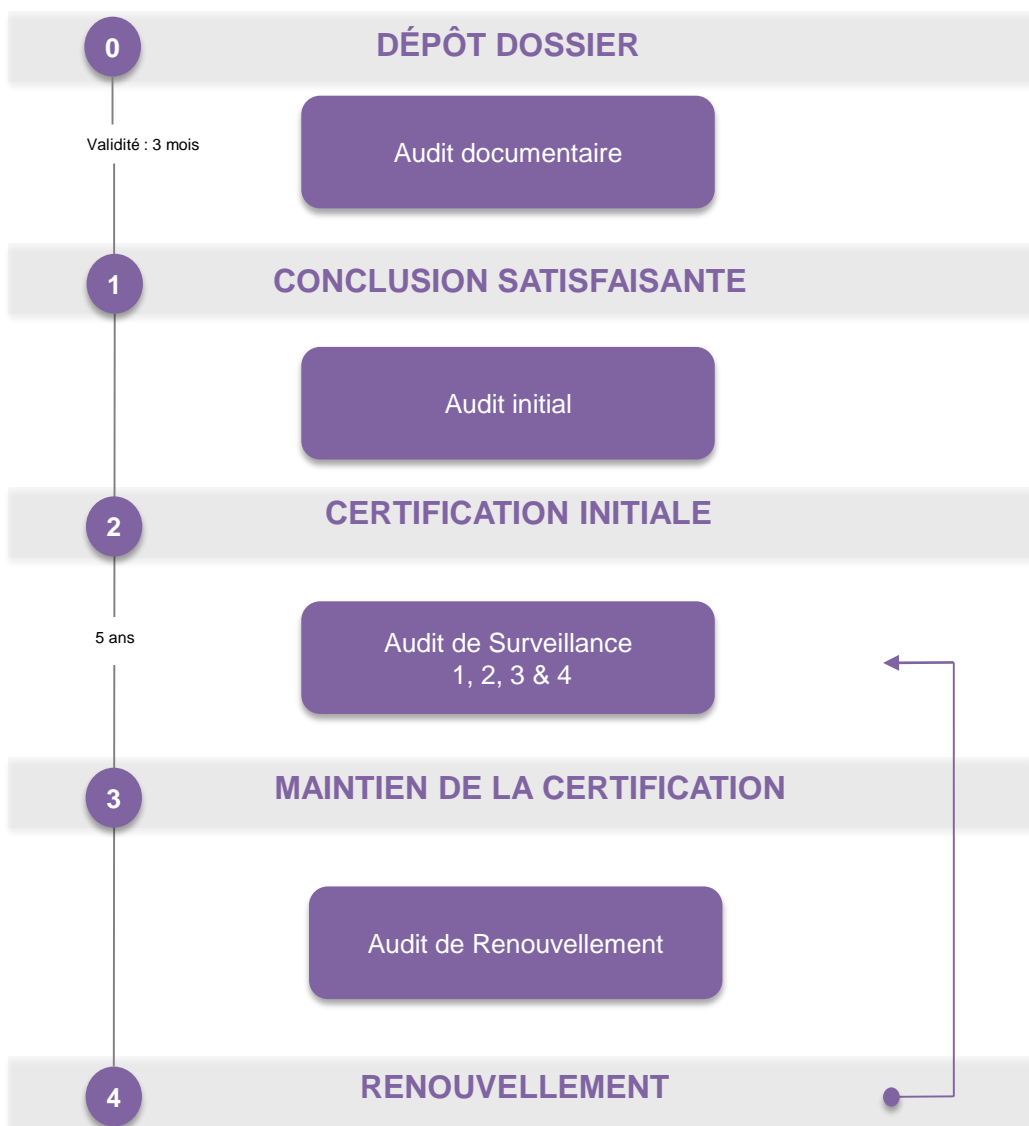 0
DÉPÔT DOSSIER
Validité : 3 mois
Audit documentaire
1
CONCLUSION SATISFAISANTE
Audit initial
2
CERTIFICATION INITIALE
5 ans
Audit de Surveillance
1, 2, 3 & 4
3
MAINTIEN DE LA CERTIFICATION
Audit de Renouvellement
4
RENOUVELLEMENT